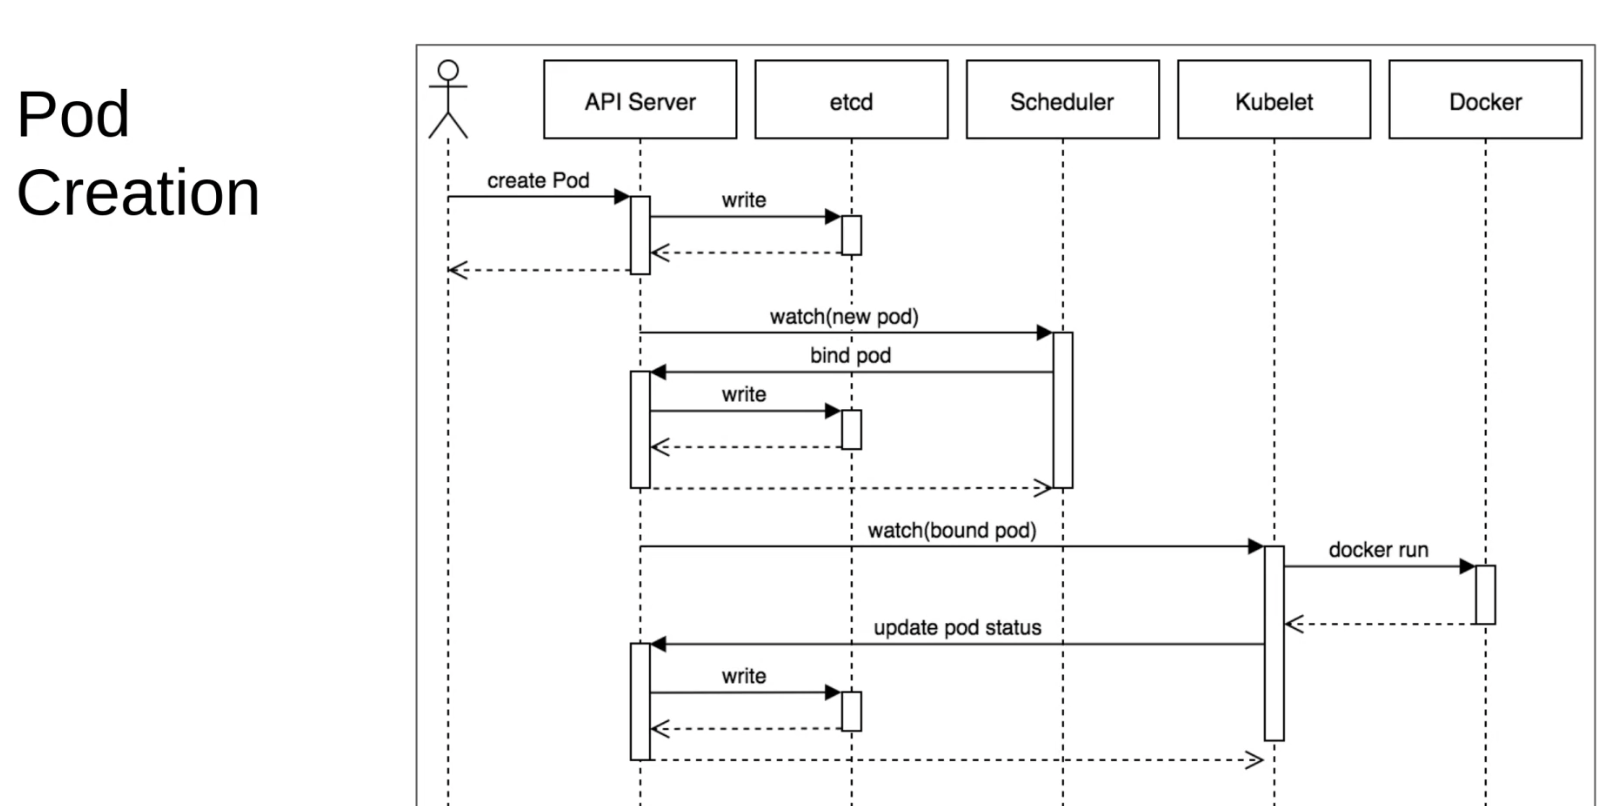 Pod
Creation
API Server
etcd
Scheduler
Kubelet
Docker
create Pod
write
watch(new pod)
bind pod
write
watch(bound pod)
docker run
update pod status
write